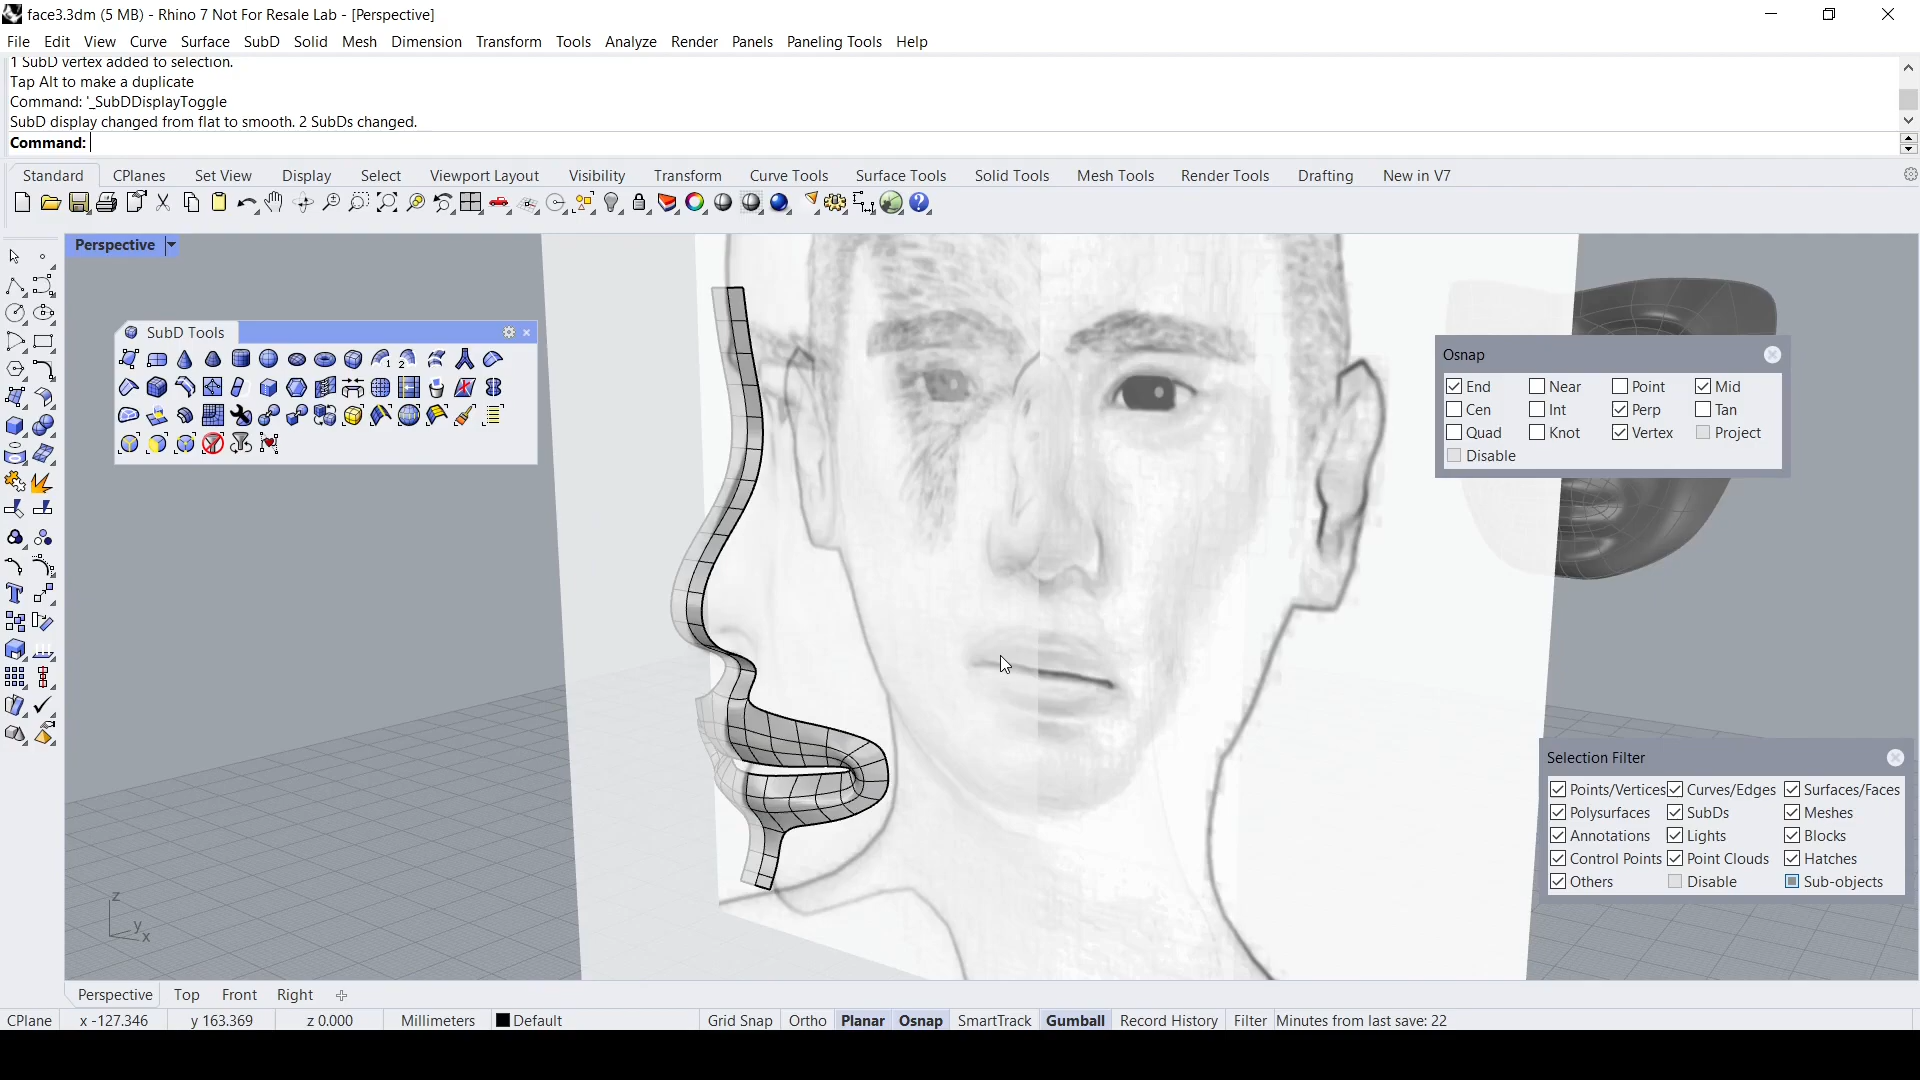 face3.3dm (5 MB) - Rhino 7 Not For Resale Lab - [Perspective]
File Edit View Curve Surface SubD Solid Mesh Dimension Transform Tools Analyze Render Panels Paneling Tools Help
1 SubD vertex added to selection.
Tap Alt to make a duplicate
Command: '_SubDDisplayToggle
SubD display changed from flat to smooth. 2 SubDs changed.
Command:
Standard CPlanes Set View Display Select Viewport Layout Visibility Transform Curve Tools Surface Tools Solid Tools Mesh Tools Render Tools Drafting New in V7
Perspective
SubD Tools
1 2
Osnap
End Near Point Mid
Cen Int Perp Tan
Quad Knot Vertex Project
Disable
Selection Filter
Points/Vertices Curves/Edges Surfaces/Faces
Polysurfaces SubDs Meshes
Annotations Lights Blocks
Control Points Point Clouds Hatches
Others Disable Sub-objects
z
y
x
Perspective Top Front Right
CPlane x -127.346 y 163.369 z 0.000 Millimeters Default Grid Snap Ortho Planar Osnap SmartTrack Gumball Record History Filter Minutes from last save: 22